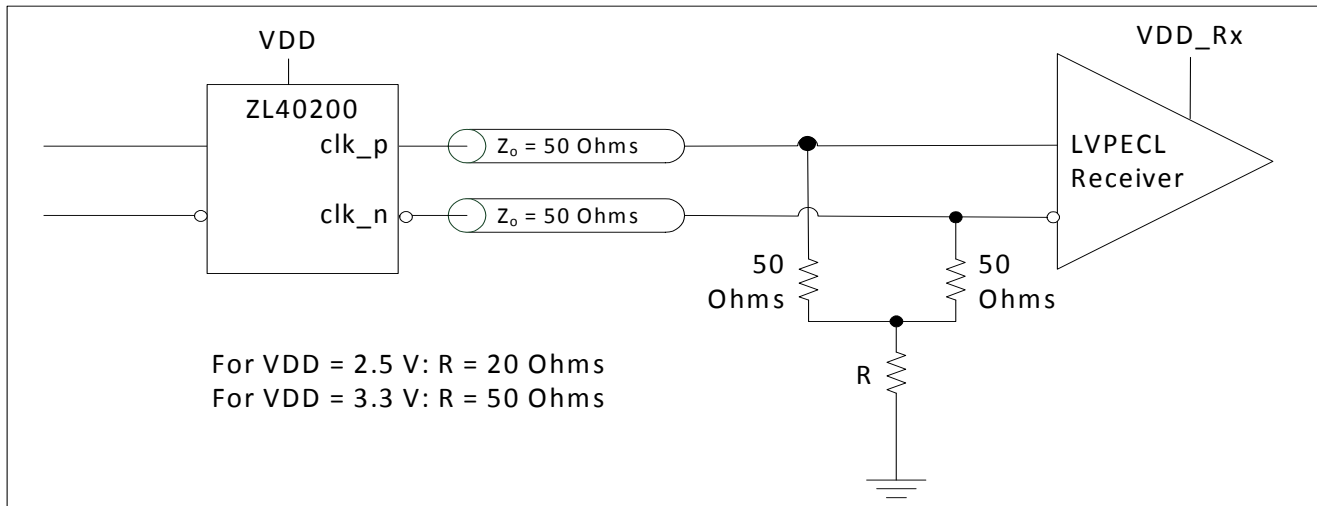 VDD
VDD_Rx
ZL40200
clk_p
Zo = 50 Ohms
LVPECL
Receiver
clk_n
Zo = 50 Ohms
50
Ohms
50
Ohms
For VDD = 2.5 V: R = 20 Ohms
For VDD = 3.3 V: R = 50 Ohms
R